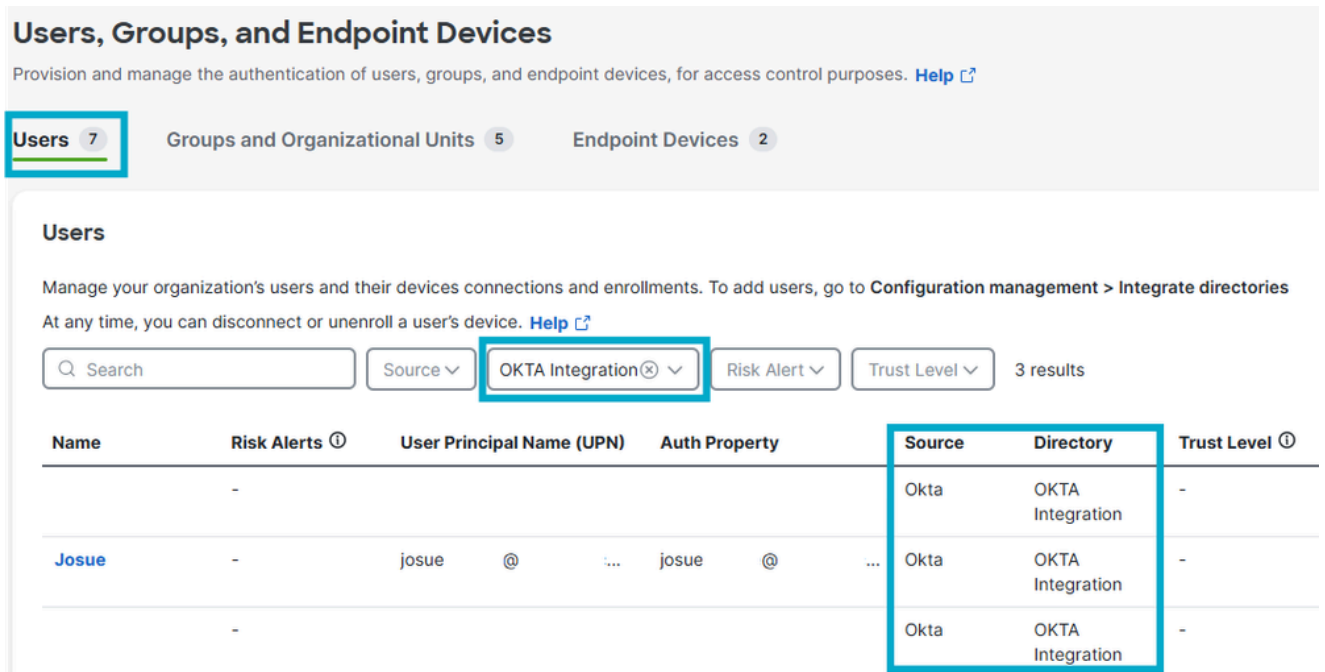 Users, Groups, and Endpoint Devices
Provision and manage the authentication of users, groups, and endpoint devices, for access control purposes. Help
Users 7 Groups and Organizational Units 5 Endpoint Devices 2
Users
Manage your organization's users and their devices connections and enrollments. To add users, go to Configuration management > Integrate directories
At any time, you can disconnect or unenroll a user's device. Help
Search Source OKTA Integration Risk Alert Trust Level 3 results
Name Risk Alerts User Principal Name (UPN) Auth Property Source Directory Trust Level
- Okta OKTA -
Integration
Josue - josue @ :... josue @ ... Okta OKTA -
Integration
- Okta OKTA -
Integration